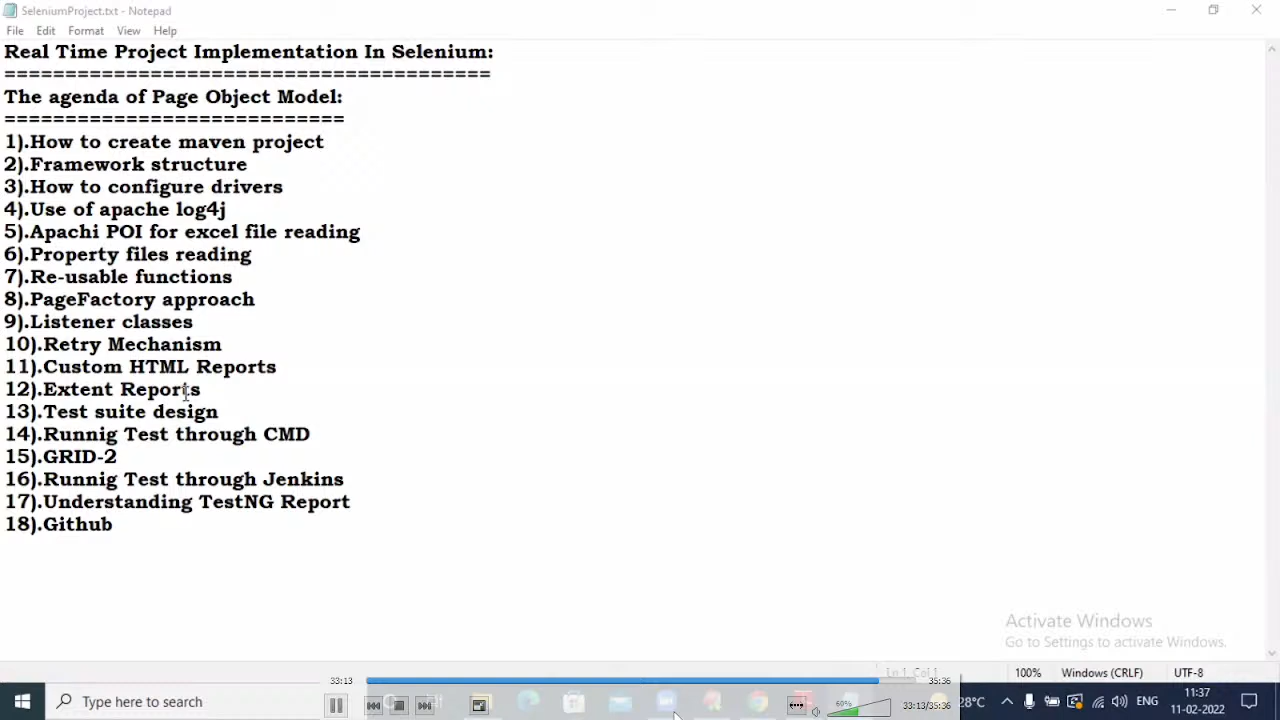 SeleniumProject.txt - Notepad
File Edit Format View Help
Real Time Project Implementation In Selenium:
========================================
The agenda of Page Object Model:
============================
1).How to create maven project
2).Framework structure
3).How to configure drivers
4).Use of apache log4j
5).Apachi POI for excel file reading
6).Property files reading
7).Re-usable functions
8).PageFactory approach
9).Listener classes
10).Retry Mechanism
11).Custom HTML Reports
12).Extent Reports
13).Test suite design
14).Runnig Test through CMD
15).GRID-2
16).Runnig Test through Jenkins
17).Understanding TestNG Report
18).Github
Activate Windows
Go to Settings to activate Windows.
Ln 1, Col 1 100% Windows (CRLF) UTF-8
33:13 35:36
Type here to search 60% 33:13/35:36 28°C ENG 11:37
11-02-2022